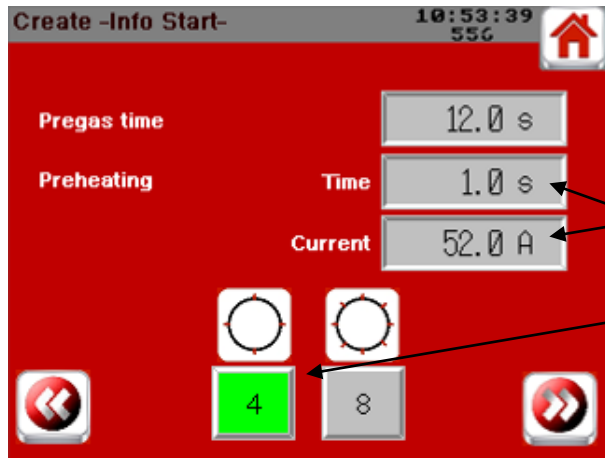 Create -Info Start-
10:53:39
556
Pregas time
12.0 s
Preheating
Time
1.0 s
Current
52.0 A
4
8